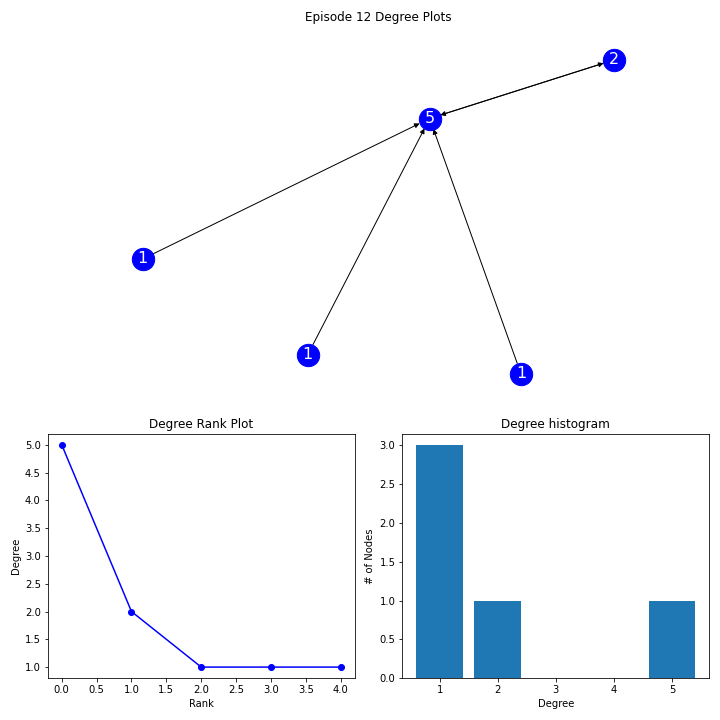 Episode 12 Degree Plots
2
5
1
1
1
Degree Rank Plot
5.0
4.5
4.0
3.5
3.0
2.5
2.0
1.5
1.0
Degree
0.0 0.5 1.0 1.5 2.0 2.5 3.0 3.5 4.0
Rank
Degree histogram
3.0
2.5
2.0
1.5
1.0
0.5
0.0
# of Nodes
1 2 3 4 5
Degree